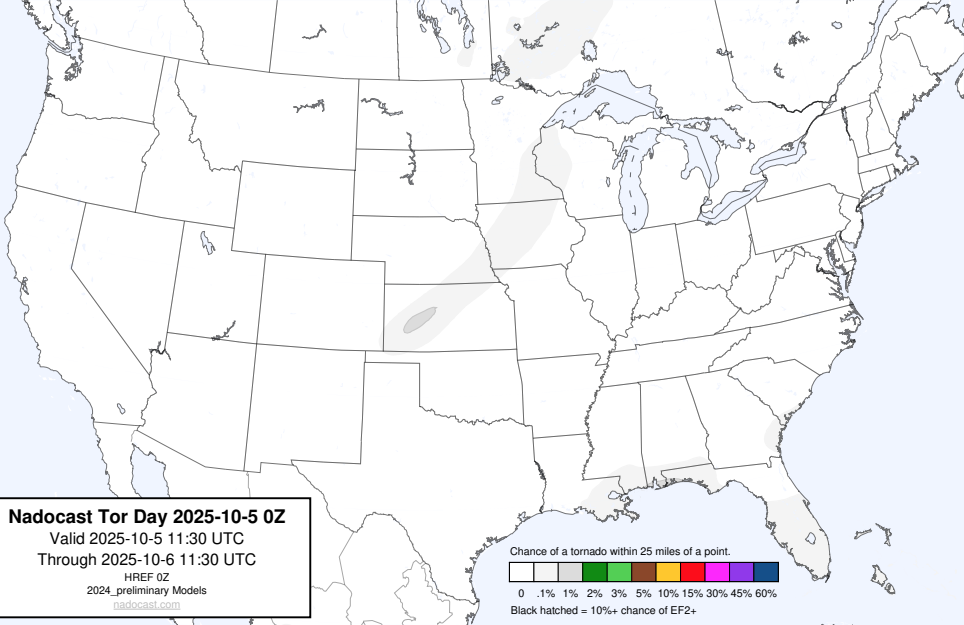 Nadocast Tor Day 2025-10-5 0Z
Valid 2025-10-5 11:30 UTC
Through 2025-10-6 11:30 UTC
HREF 0Z
2024_preliminary Models
nadocast.com
Chance of a tornado within 25 miles of a point.
0 .1% 1% 2% 3% 5% 10% 15% 30% 45% 60%
Black hatched = 10%+ chance of EF2+